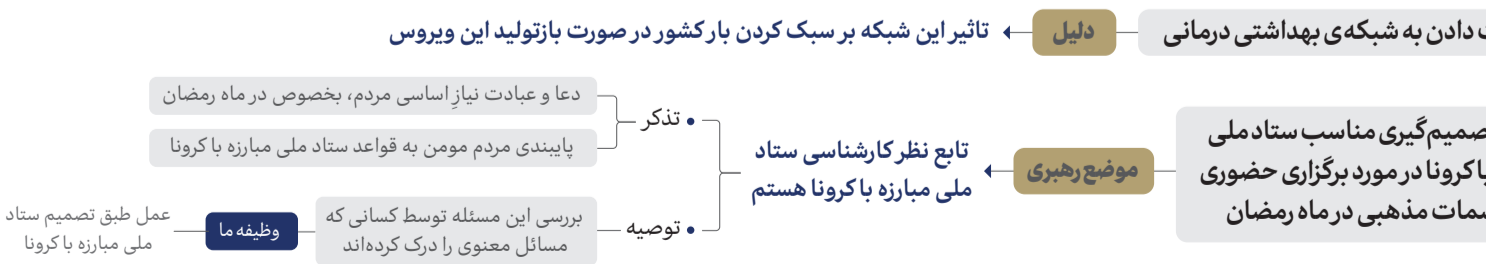 دادن به شبکه‌ی بهداشتی درمانی
دلیل
تاثیر این شبکه بر سبک کردن بار کشور در صورت بازتولید این ویروس
تصمیم‌گیری مناسب ستاد ملی
با کرونا در مورد برگزاری حضوری
مذهبی در ماه رمضان
موضع رهبری
تابع نظر کارشناسی ستاد
ملی مبارزه با کرونا هستم
• تذکر
دعا و عبادت نیازِ اساسی مردم، بخصوص در ماه رمضان
پایبندی مردم مومن به قواعد ستاد ملی مبارزه با کرونا
• توصیه
بررسی این مسئله توسط کسانی که
مسائل معنوی را درک کرده‌اند
وظیفه ما
عمل طبق تصمیم ستاد
ملی مبارزه با کرونا